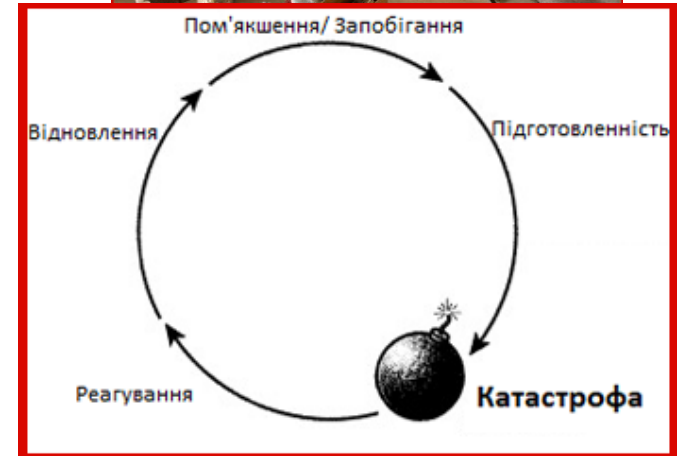 Пом'якшення/ Запобігання
Відновлення
Підготовленність
Реагування
Катастрофа